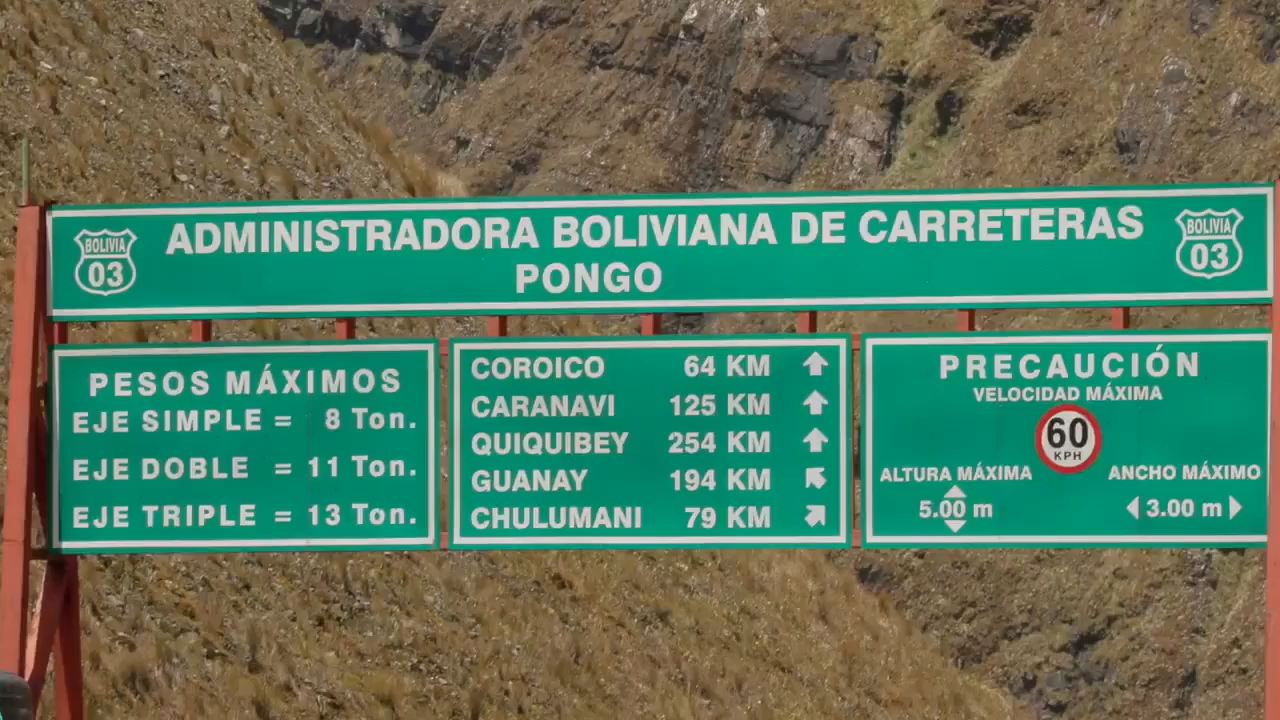 ADMINISTRADORA BOLIVIANA DE CARRETERAS
PONGO
BOLIVIA
03
BOLIVIA
03
PESOS MÁXIMOS
EJE SIMPLE = 8 Ton.
EJE DOBLE = 11 Ton.
EJE TRIPLE = 13 Ton.
COROICO 64 KM
CARANAVI 125 KM
QUIQUIBEY 254 KM
GUANAY 194 KM
CHULUMANI 79 KM
PRECAUCIÓN
VELOCIDAD MÁXIMA
60
KPH
ALTURA MÁXIMA
5.00 m
ANCHO MÁXIMO
3.00 m